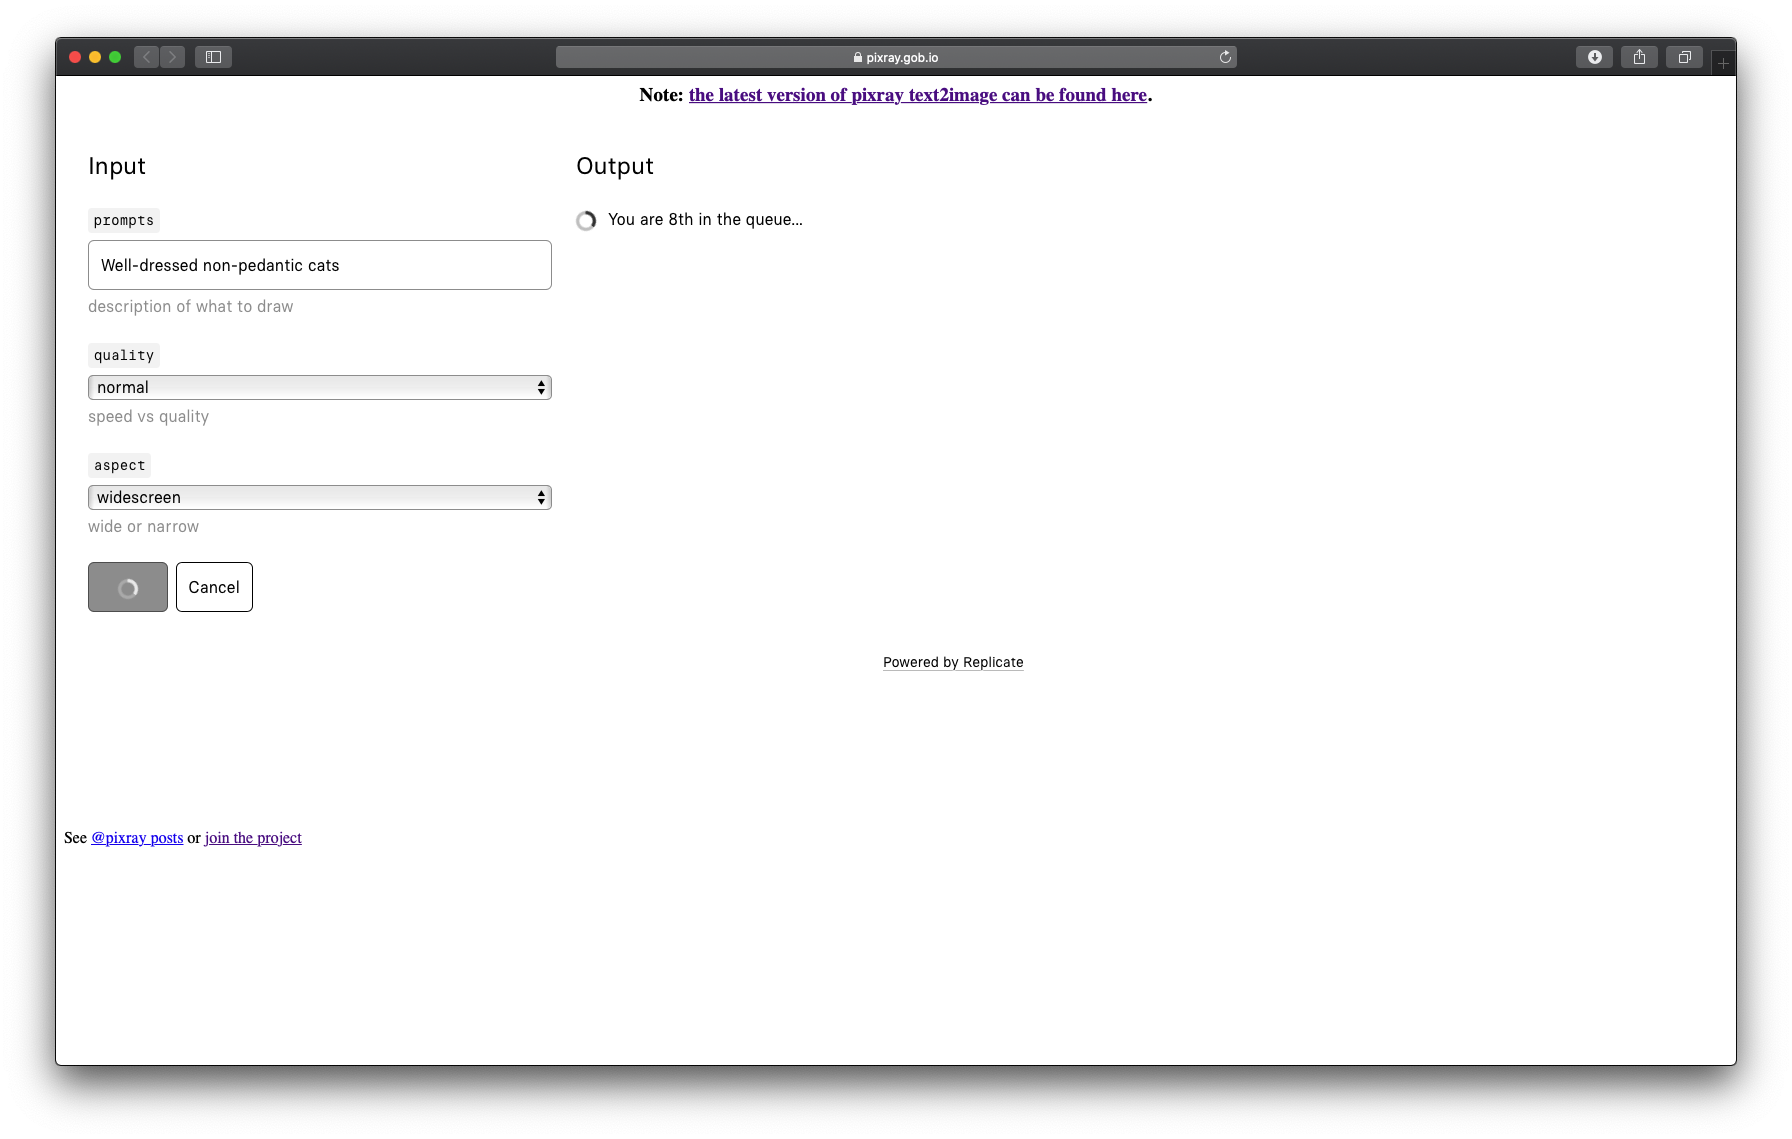 pixray.gob.io
Note: the latest version of pixray text2image can be found here.
Input
prompts
Well-dressed non-pedantic cats
description of what to draw
quality
normal
speed vs quality
aspect
widescreen
wide or narrow
Cancel
Output
You are 8th in the queue...
Powered by Replicate
See @pixray posts or join the project